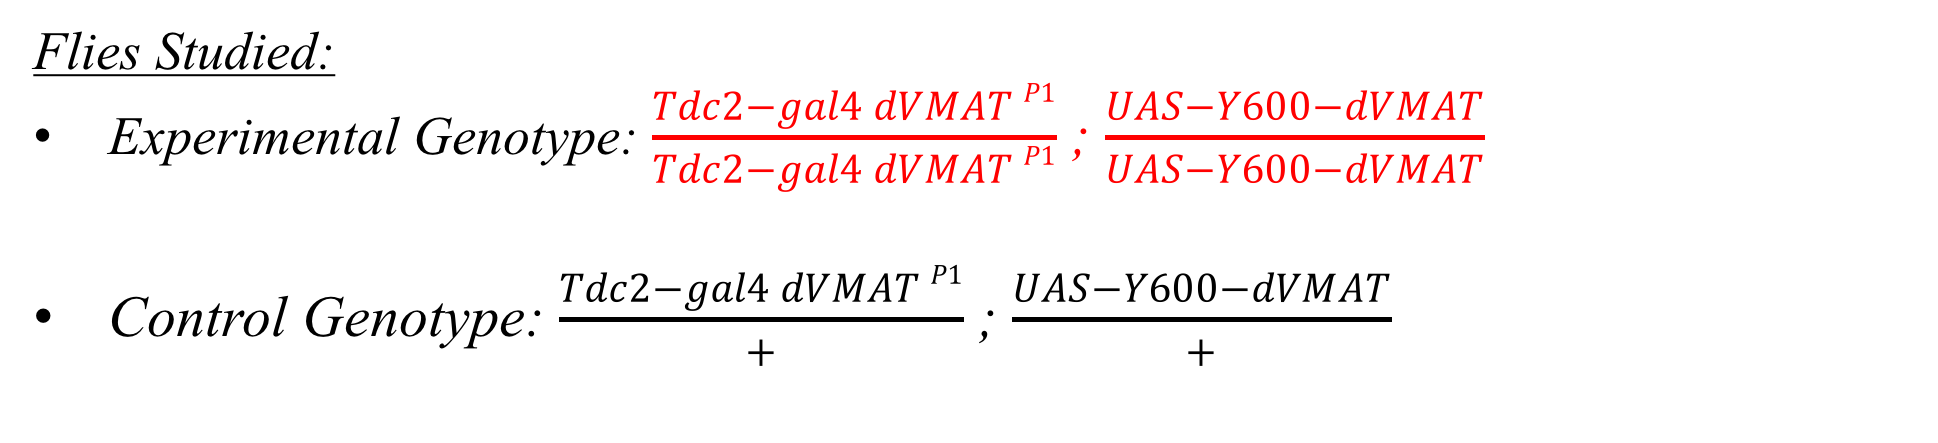 Flies Studied:
• Experimental Genotype: Tdc2−gal4 dVMAT P1 / Tdc2−gal4 dVMAT P1 ; UAS−Y600−dVMAT / UAS−Y600−dVMAT
• Control Genotype: Tdc2−gal4 dVMAT P1 / + ; UAS−Y600−dVMAT / +